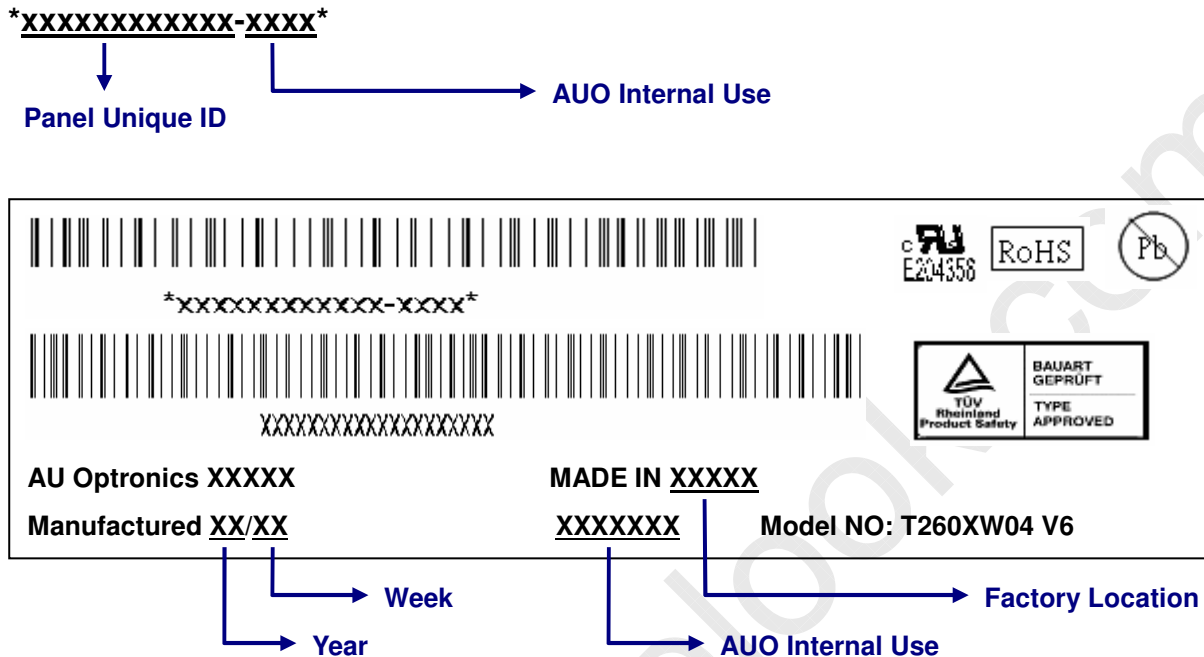 *xxxxxxxxxxxx-xxxx*
AUO Internal Use
Panel Unique ID
c RU
E204356
RoHS
Pb
*xxxxxxxxxxxx-xxxx*
BAUART
GEPRÜFT
TÜV
Rheinland
Product Safety
TYPE
APPROVED
AU Optronics XXXXX
MADE IN XXXXX
Manufactured XX/XX
XXXXXXX
Model NO: T260XW04 V6
Week
Factory Location
Year
AUO Internal Use